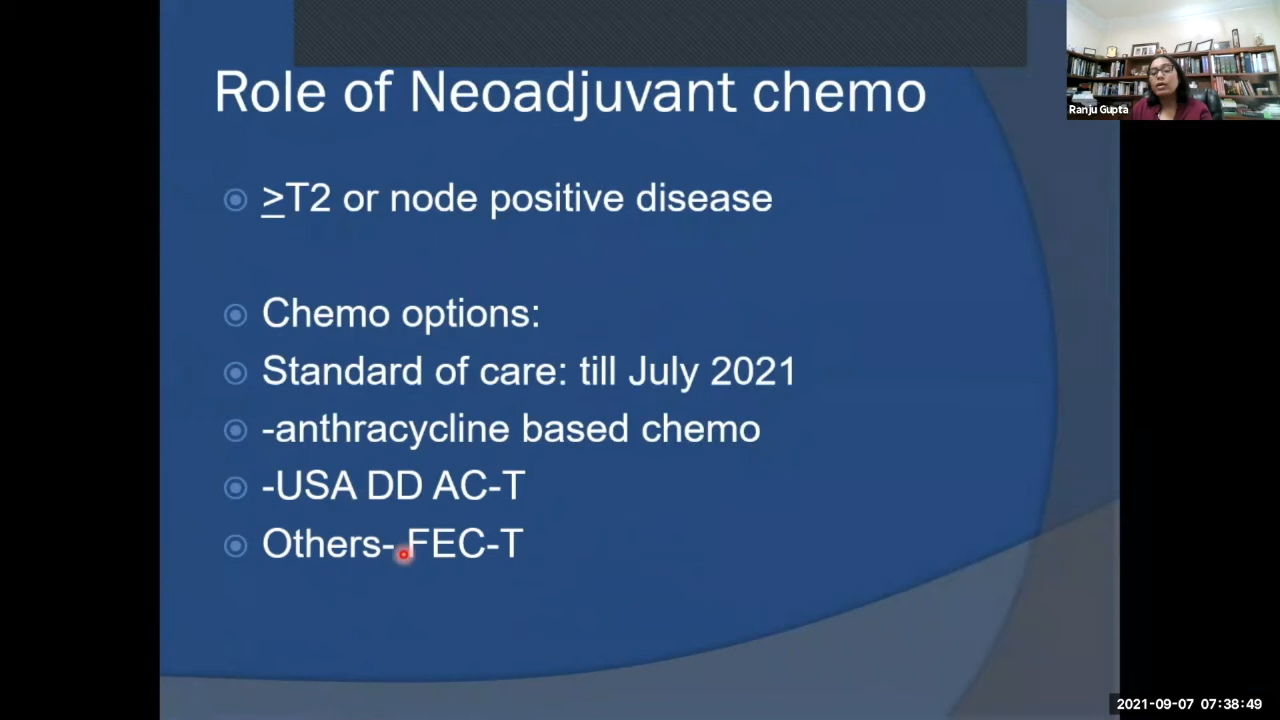 Role of Neoadjuvant chemo
Ranju Gupta
≥T2 or node positive disease
Chemo options:
Standard of care: till July 2021
-anthracycline based chemo
-USA DD AC-T
Others- FEC-T
2021-09-07 07:38:49